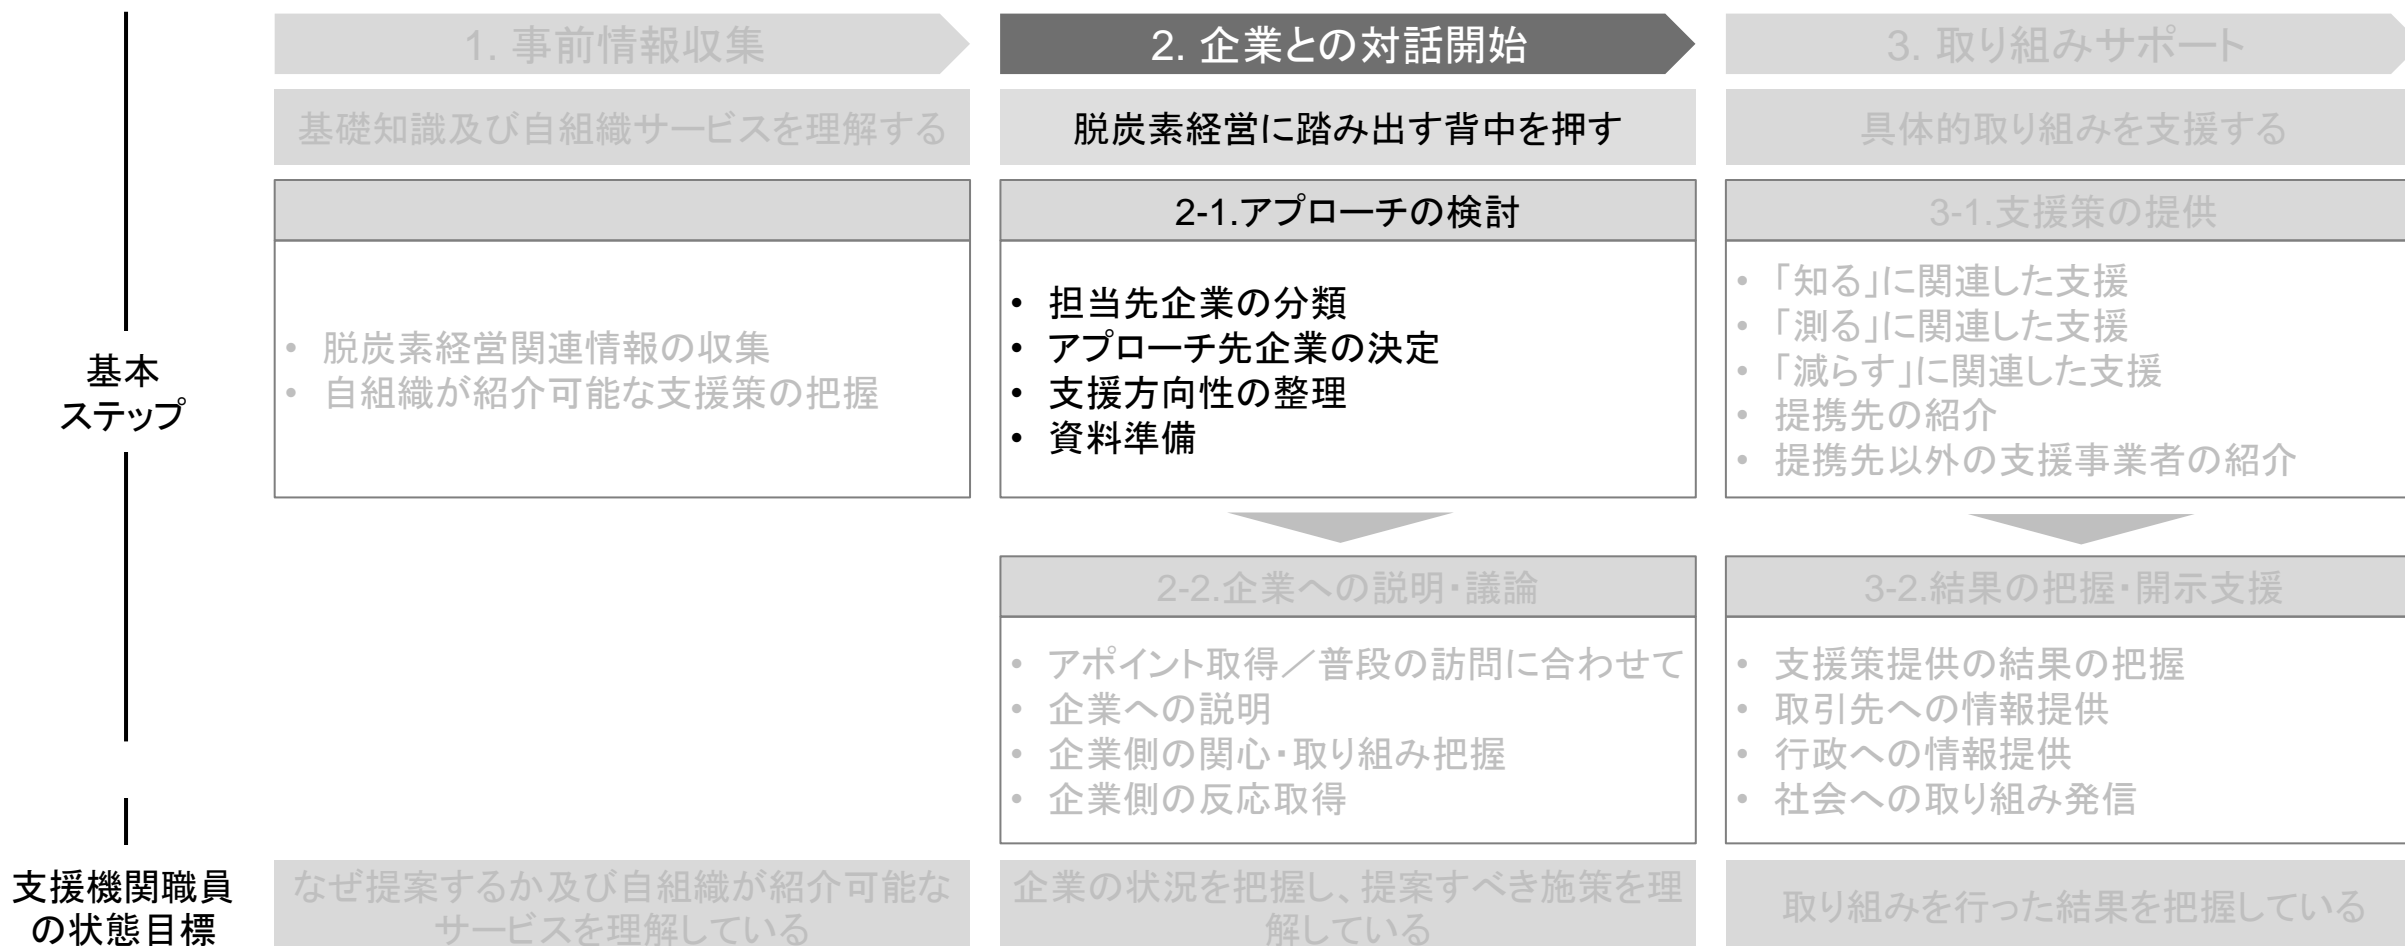 1. 事前情報収集
2. 企業との対話開始
3. 取り組みサポート
基礎知識及び自組織サービスを理解する
脱炭素経営に踏み出す背中を押す
具体的取り組みを支援する
基本
ステップ
• 脱炭素経営関連情報の収集
• 自組織が紹介可能な支援策の把握
2-1.アプローチの検討
• 担当先企業の分類
• アプローチ先企業の決定
• 支援方向性の整理
• 資料準備
3-1.支援策の提供
• 「知る」に関連した支援
• 「測る」に関連した支援
• 「減らす」に関連した支援
• 提携先の紹介
• 提携先以外の支援事業者の紹介
2-2.企業への説明・議論
• アポイント取得／普段の訪問に合わせて
• 企業への説明
• 企業側の関心・取り組み把握
• 企業側の反応取得
3-2.結果の把握・開示支援
• 支援策提供の結果の把握
• 取引先への情報提供
• 行政への情報提供
• 社会への取り組み発信
支援機関職員
の状態目標
なぜ提案するか及び自組織が紹介可能な
サービスを理解している
企業の状況を把握し、提案すべき施策を理
解している
取り組みを行った結果を把握している